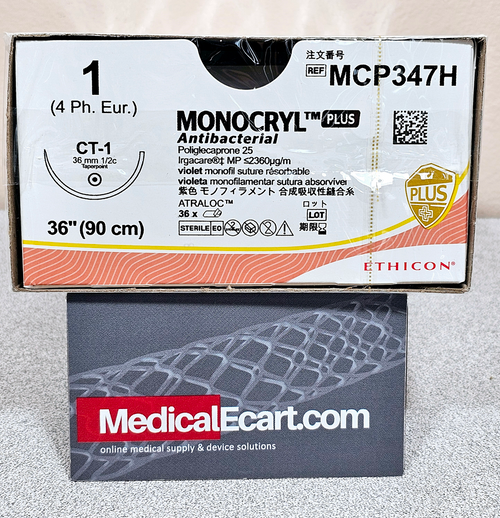 1
(4 Ph. Eur.)
CT-1
36 mm 1/2c
Taperpoint
36" (90 cm)
注文番号
REF MCP347H
MONOCRYL™ PLUS
Antibacterial
Poliglecaprone 25
Irgacare®‡ MP ≤2360µg/m
violet monofil suture résorbable
violeta monofilamentar sutura absorvível
紫色 モノフィラメント 合成吸収性縫合糸
ATRALOC™
36 x
ロット
LOT
STERILE EO
期限
PLUS
ETHICON®
MedicalEcart.com
online medical supply & device solutions